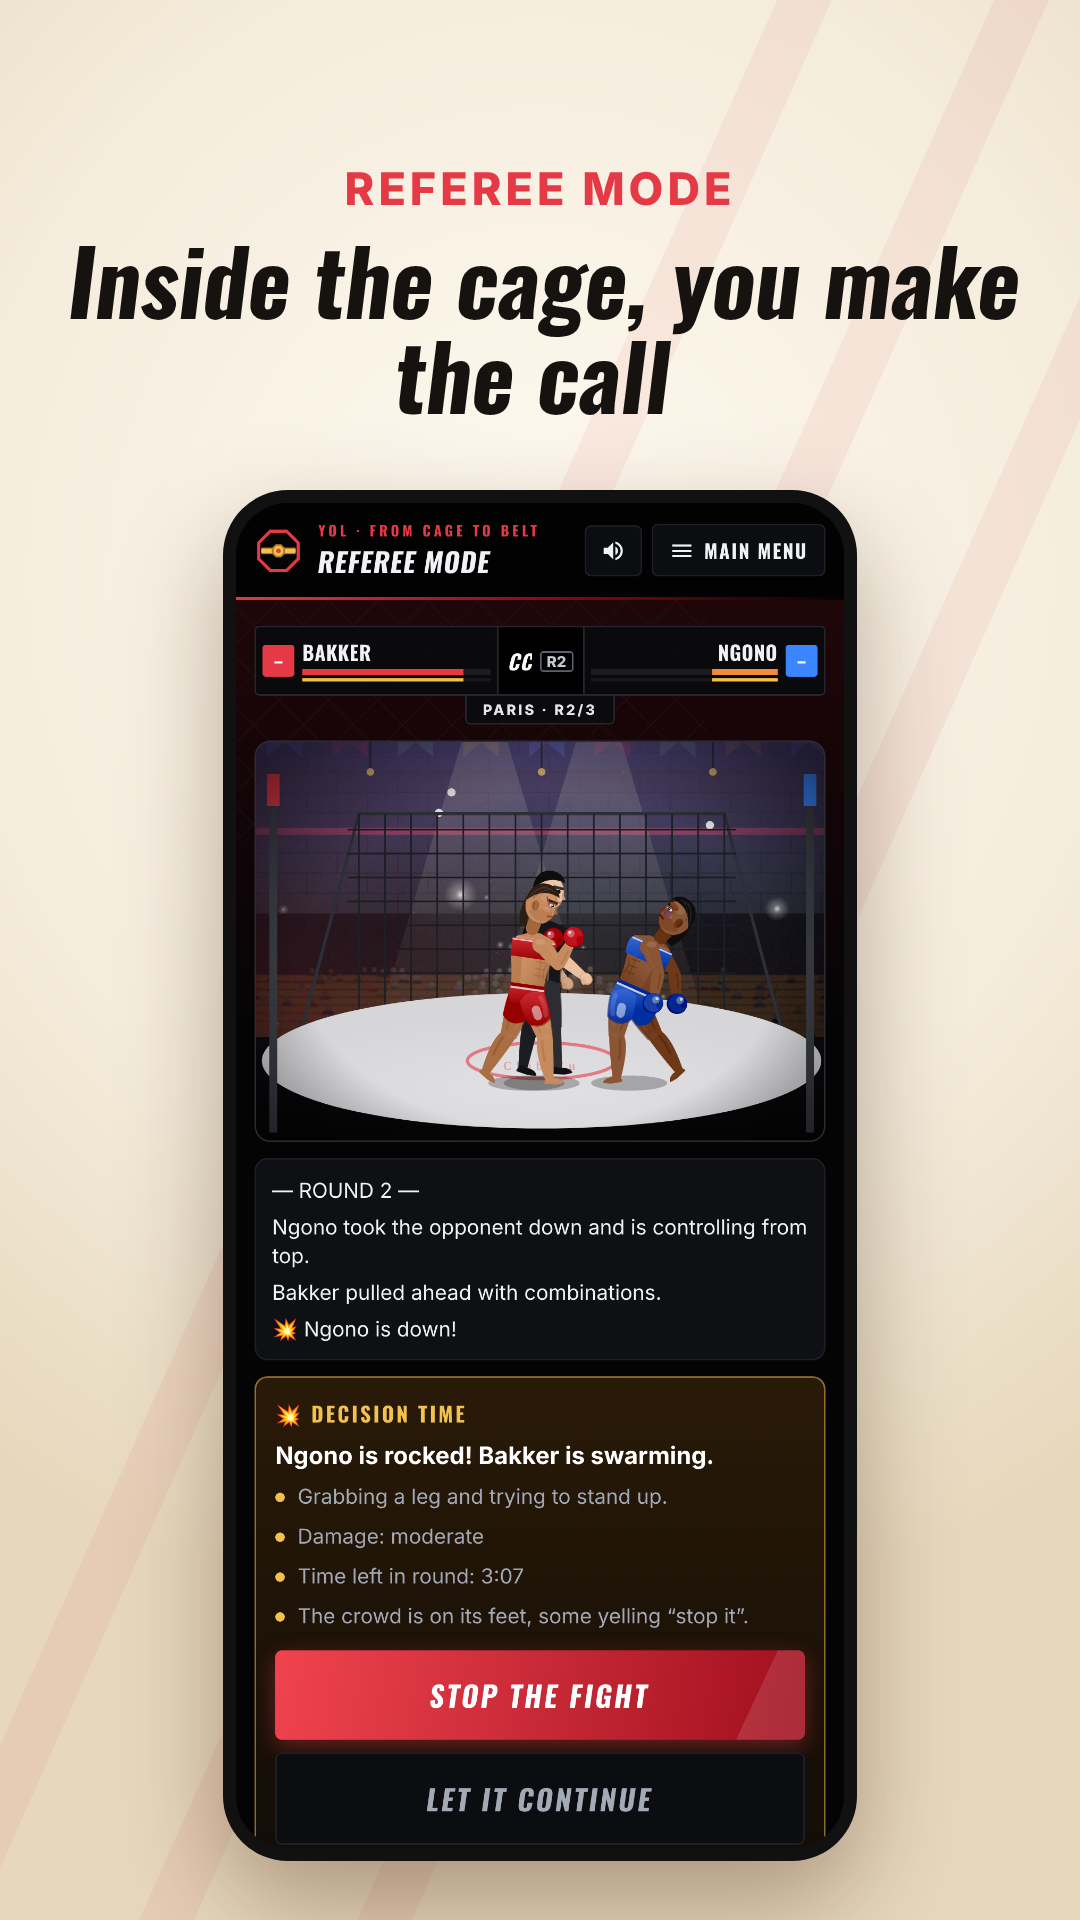 REFEREE MODE
Inside the cage, you make
the call
YOL · FROM CAGE TO BELT
REFEREE MODE
MAIN MENU
– BAKKER
CC R2
NGONO –
PARIS · R2/3
— ROUND 2 —
Ngono took the opponent down and is controlling from
top.
Bakker pulled ahead with combinations.
💥 Ngono is down!
💥 DECISION TIME
Ngono is rocked! Bakker is swarming.
Grabbing a leg and trying to stand up.
Damage: moderate
Time left in round: 3:07
The crowd is on its feet, some yelling “stop it”.
STOP THE FIGHT
LET IT CONTINUE